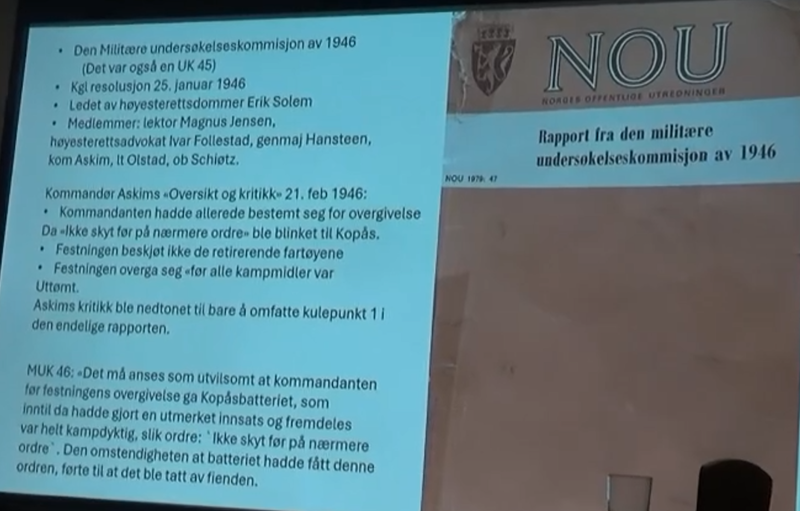 • Den Militære undersøkelseskommisjon av 1946
(Det var også en UK 45)
• Kgl resolusjon 25. januar 1946
• Ledet av høyesterettsdommer Erik Solem
• Medlemmer: lektor Magnus Jensen,
høyesterettsadvokat Ivar Follestad, genmaj Hansteen,
kom Askim, lt Olstad, ob Schiøtz.
Kommandør Askims «Oversikt og kritikk» 21. feb 1946:
• Kommandanten hadde allerede bestemt seg for overgivelse
Da «Ikke skyt før på nærmere ordre» ble blinket til Kopås.
• Festningen beskjøt ikke de retirerende fartøyene
• Festningen overga seg «før alle kampmidler var
Uttømt.
Askims kritikk ble nedtonet til bare å omfatte kulepunkt 1 i
den endelige rapporten.
MUK 46: «Det må anses som utvilsomt at kommandanten
før festningens overgivelse ga Kopåsbatteriet, som
inntil da hadde gjort en utmerket innsats og fremdeles
var helt kampdyktig, slik ordre: `Ikke skyt før på nærmere
ordre`. Den omstendigheten at batteriet hadde fått denne
ordren, førte til at det ble tatt av fienden.
NOU
NORGES OFFENTLIGE UTREDNINGER
Rapport fra den militære
undersøkelseskommisjon av 1946
NOU 1979: 47